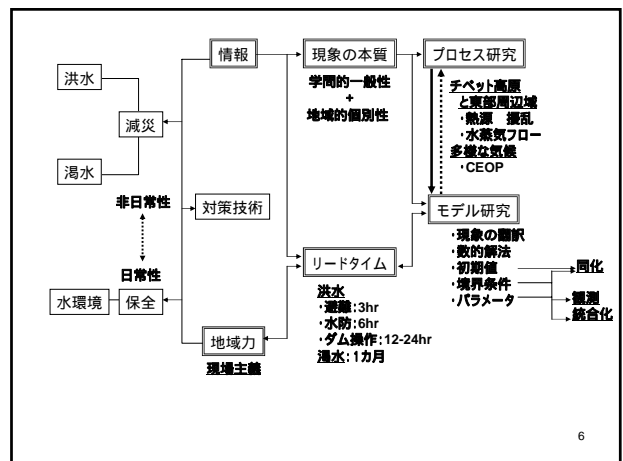 情報
現象の本質
プロセス研究
洪水
減災
渇水
学問的一般性
+
地域的個別性
チベット高原
と東部周辺域
・熱源　擾乱
・水蒸気フロー
多様な気候
・CEOP
非日常性
対策技術
モデル研究
日常性
リードタイム
・現象の翻訳
・数的解法
・初期値
・境界条件
・パラメータ
同化
観測
統合化
水環境
保全
洪水
・避難:3hr
・水防:6hr
・ダム操作:12-24hr
渇水:1カ月
地域力
現場主義
6